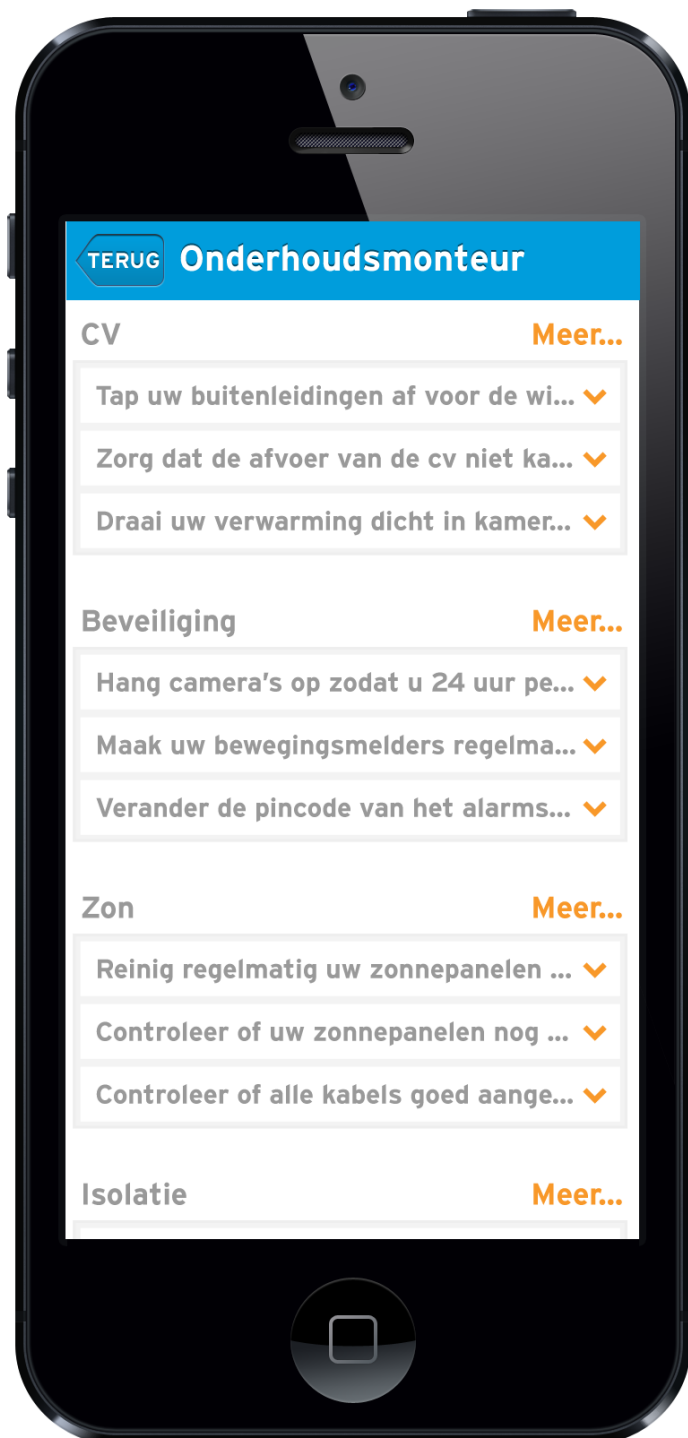 TERUG Onderhoudsmonteur
CV Meer...
Tap uw buitenleidingen af voor de wi...
Zorg dat de afvoer van de cv niet ka...
Draai uw verwarming dicht in kamer...
Beveiliging Meer...
Hang camera's op zodat u 24 uur pe...
Maak uw bewegingsmelders regelma...
Verander de pincode van het alarms...
Zon Meer...
Reinig regelmatig uw zonnepanelen ...
Controleer of uw zonnepanelen nog ...
Controleer of alle kabels goed aange...
Isolatie Meer...